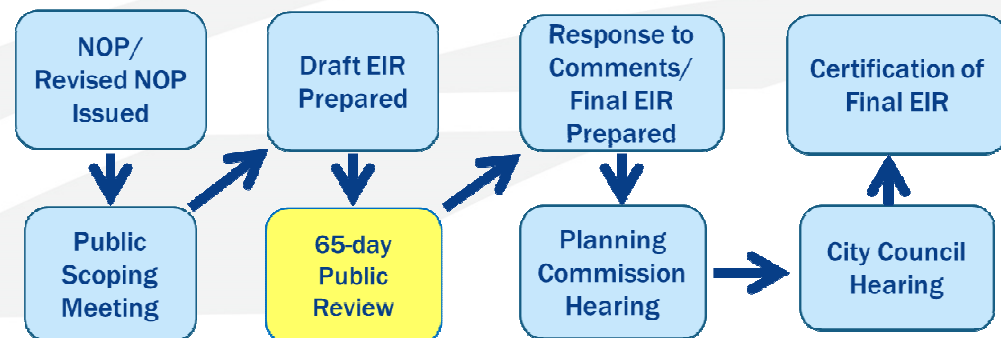 NOP/
Revised NOP
Issued
Public
Scoping
Meeting
Draft EIR
Prepared
65-day
Public
Review
Response to
Comments/
Final EIR
Prepared
Planning
Commission
Hearing
City Council
Hearing
Certification of
Final EIR